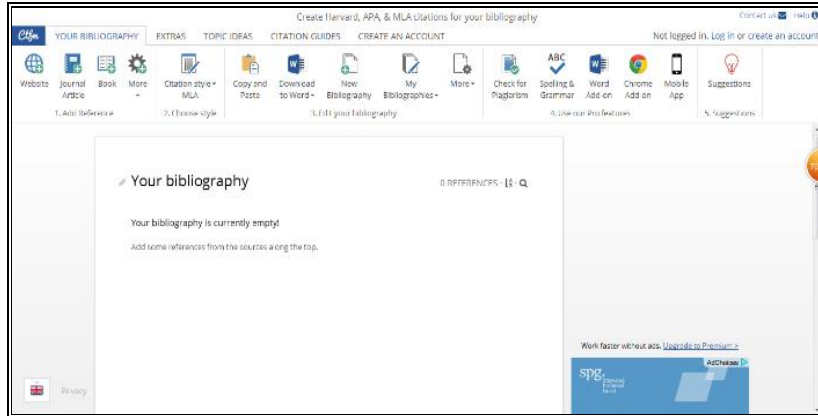 Create Harvard, APA, & MLA citations for your bibliography
Contact us Help
YOUR BIBLIOGRAPHY EXTRAS TOPIC IDEAS CITATION GUIDES CREATE AN ACCOUNT
Not logged in. Log in or create an account
Website Journal Article Book More Citation style MLA Copy and Paste Download to Word New Bibliography My Bibliographies More Check for Plagiarism ABC Spelling & Grammar Word Add-on Chrome Add-on Mobile App Suggestions
1. Add Reference 2. Choose style 3. Edit your bibliography 4. Use our Pro features 5. Suggestions
Your bibliography
0 REFERENCES
Your bibliography is currently empty!
Add some references from the sources along the top.
Work faster without ads. Upgrade to Premium >
AdChoices
spg
Privacy